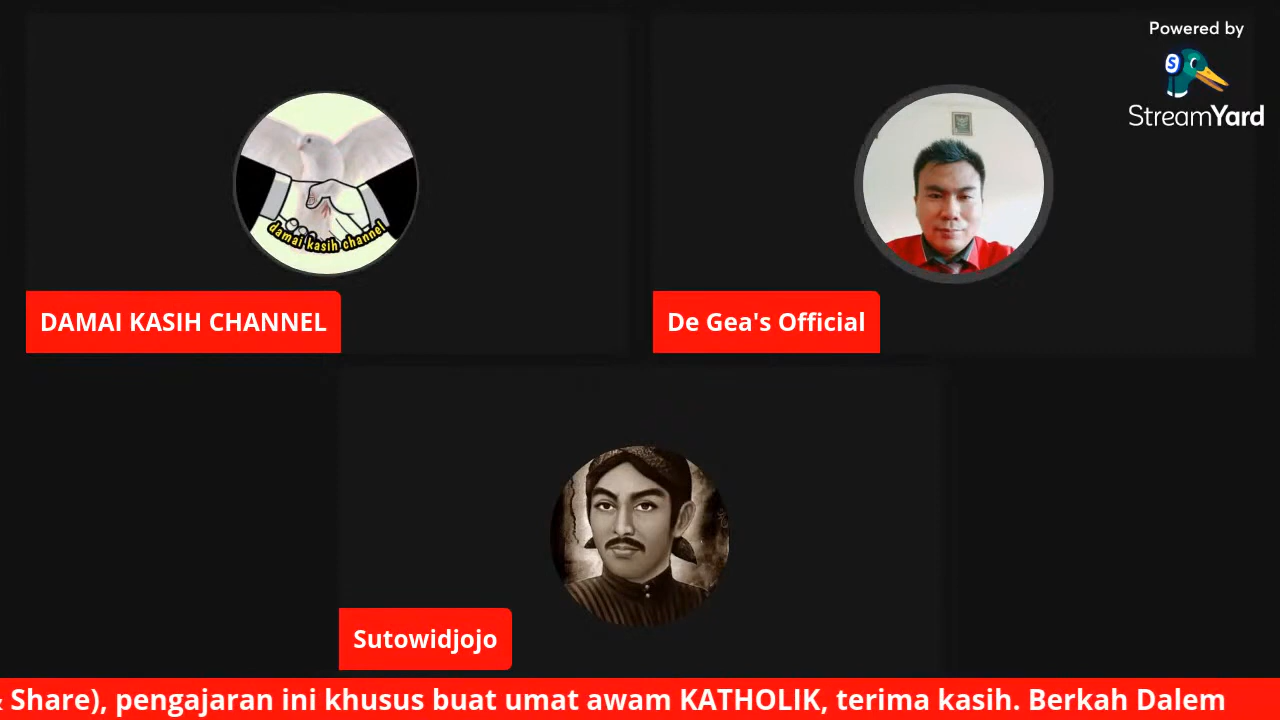 Powered by
S
StreamYard
damai kasih channel
DAMAI KASIH CHANNEL
De Gea's Official
Sutowidjojo
Share), pengajaran ini khusus buat umat awam KATHOLIK, terima kasih. Berkah Dalem